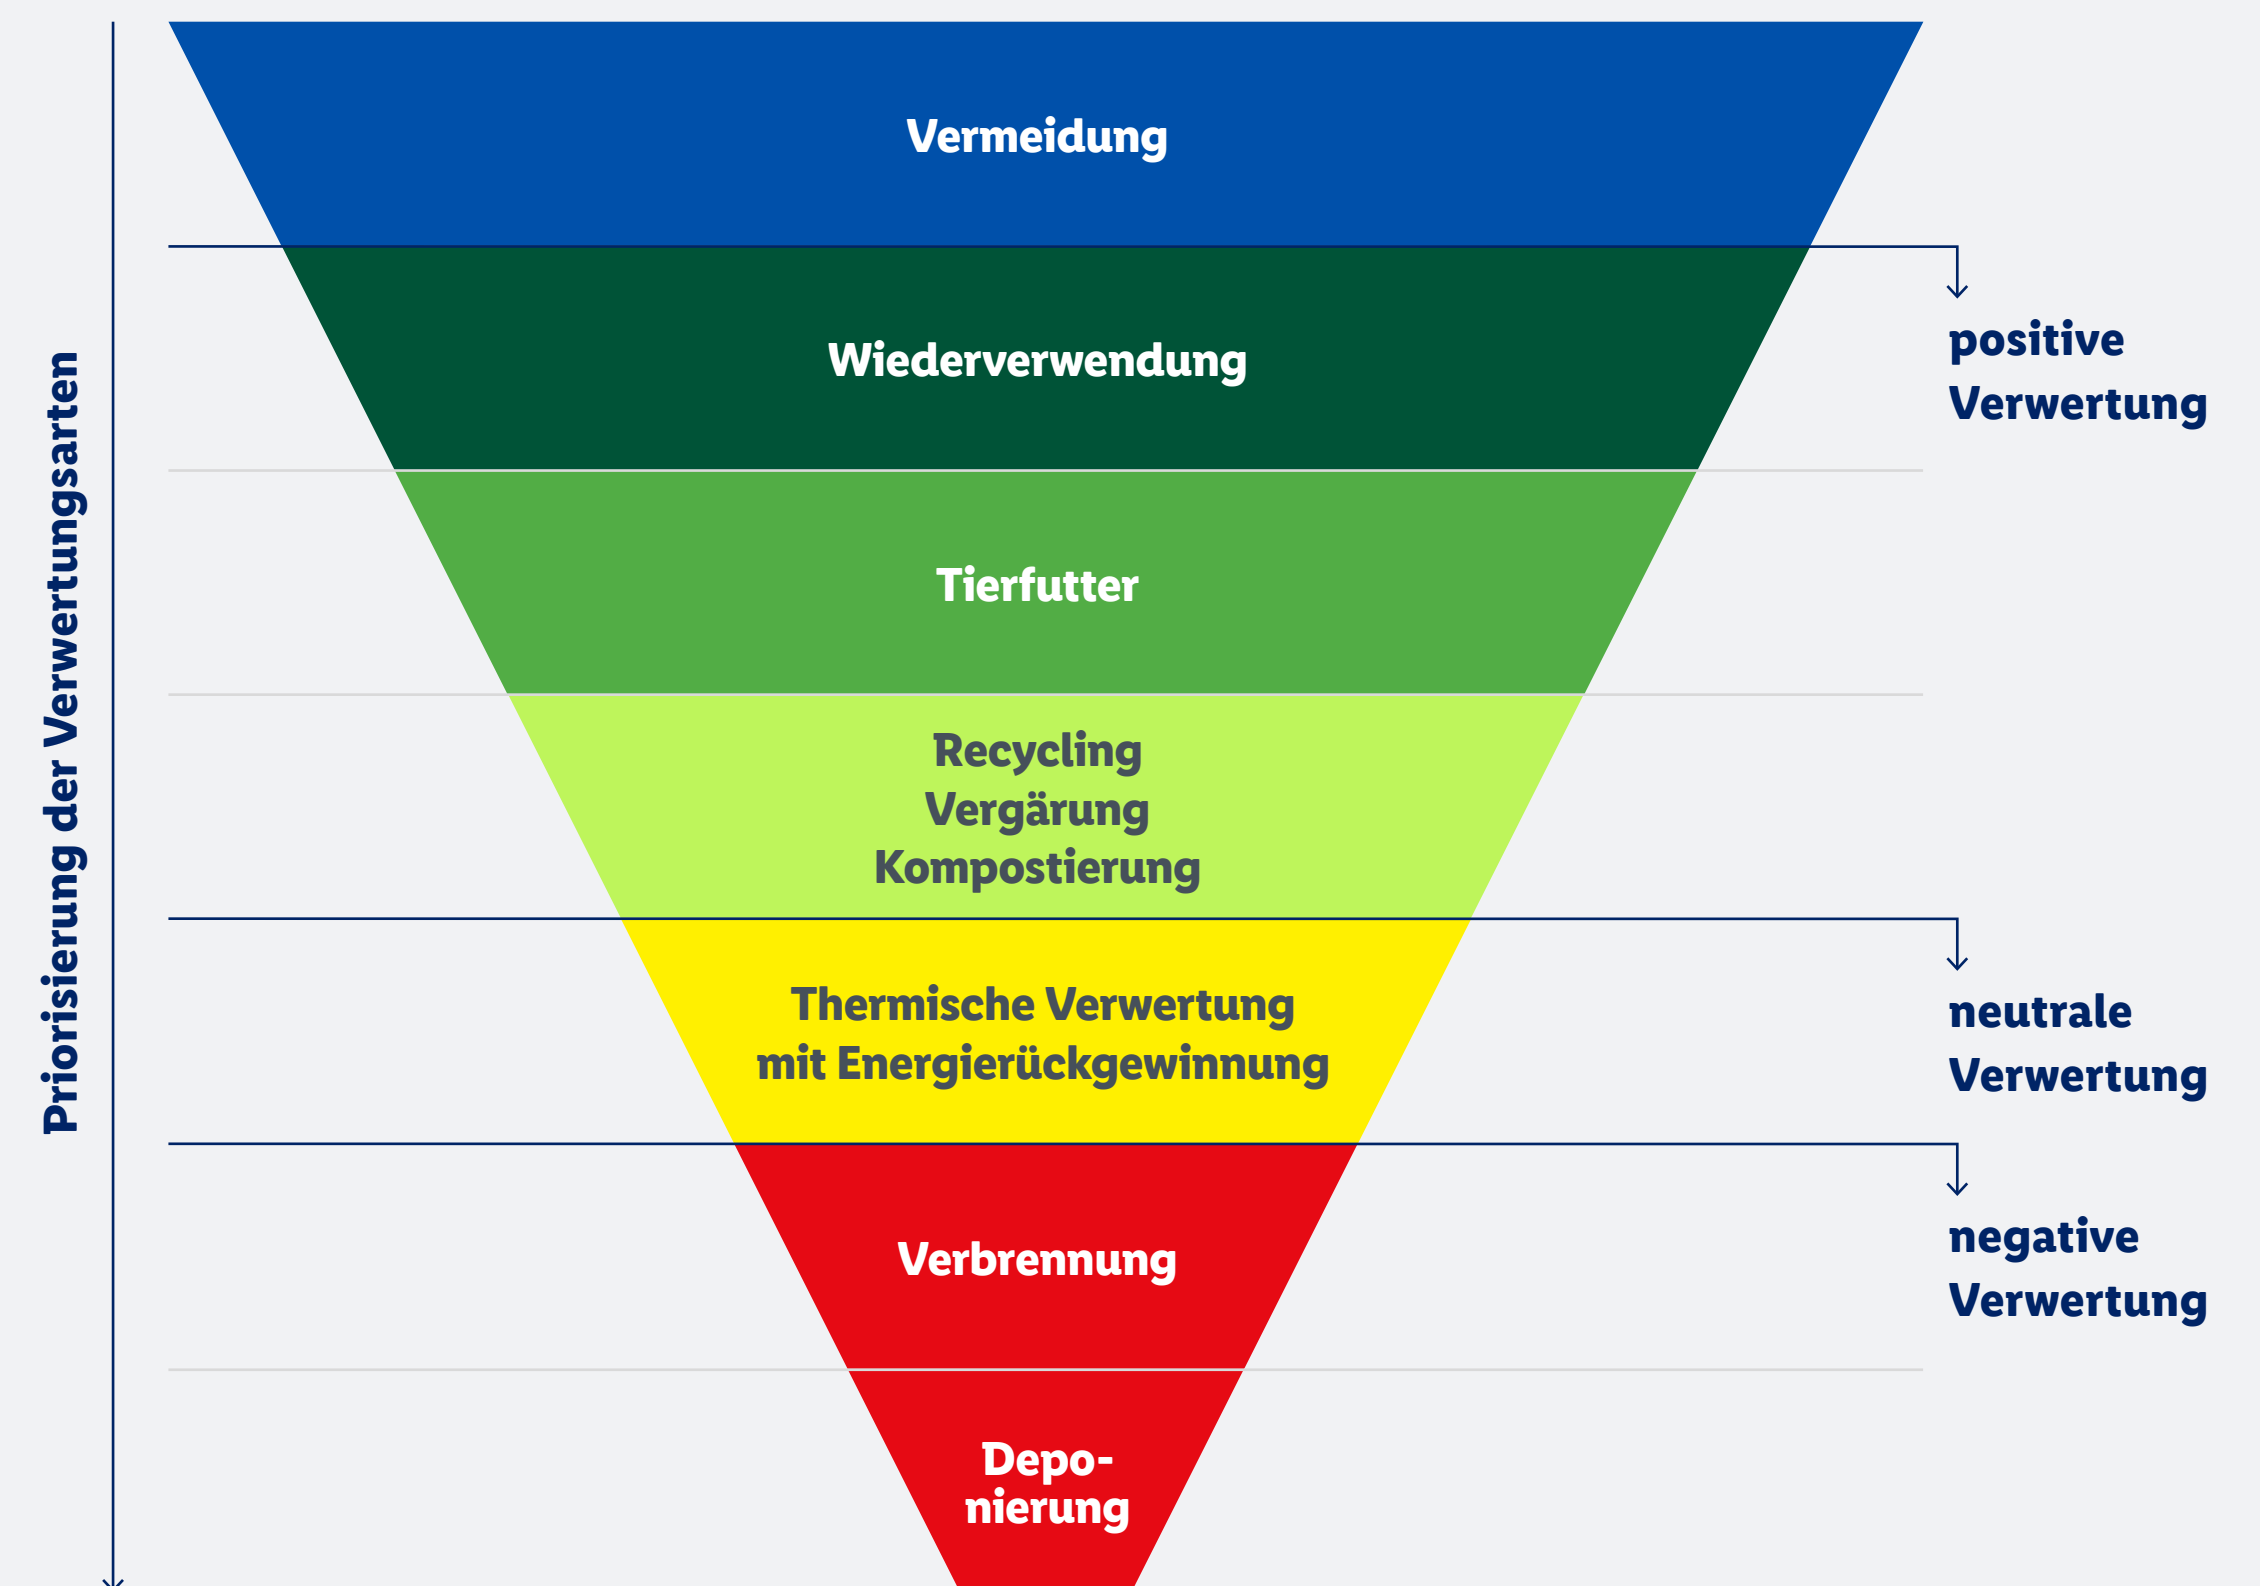 Priorisierung der Verwertungsarten
Vermeidung
Wiederverwendung
positive
Verwertung
Tierfutter
Recycling
Vergärung
Kompostierung
Thermische Verwertung
mit Energierückgewinnung
neutrale
Verwertung
Verbrennung
negative
Verwertung
Depo-
nierung